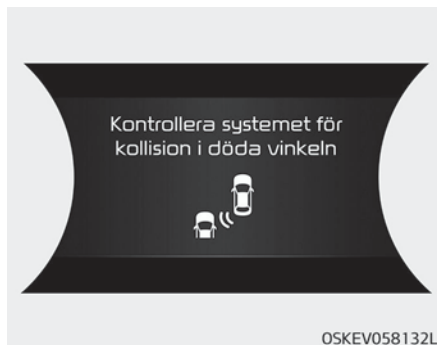 Kontrollera systemet för
kollision i döda vinkeln
OSKEV058132L